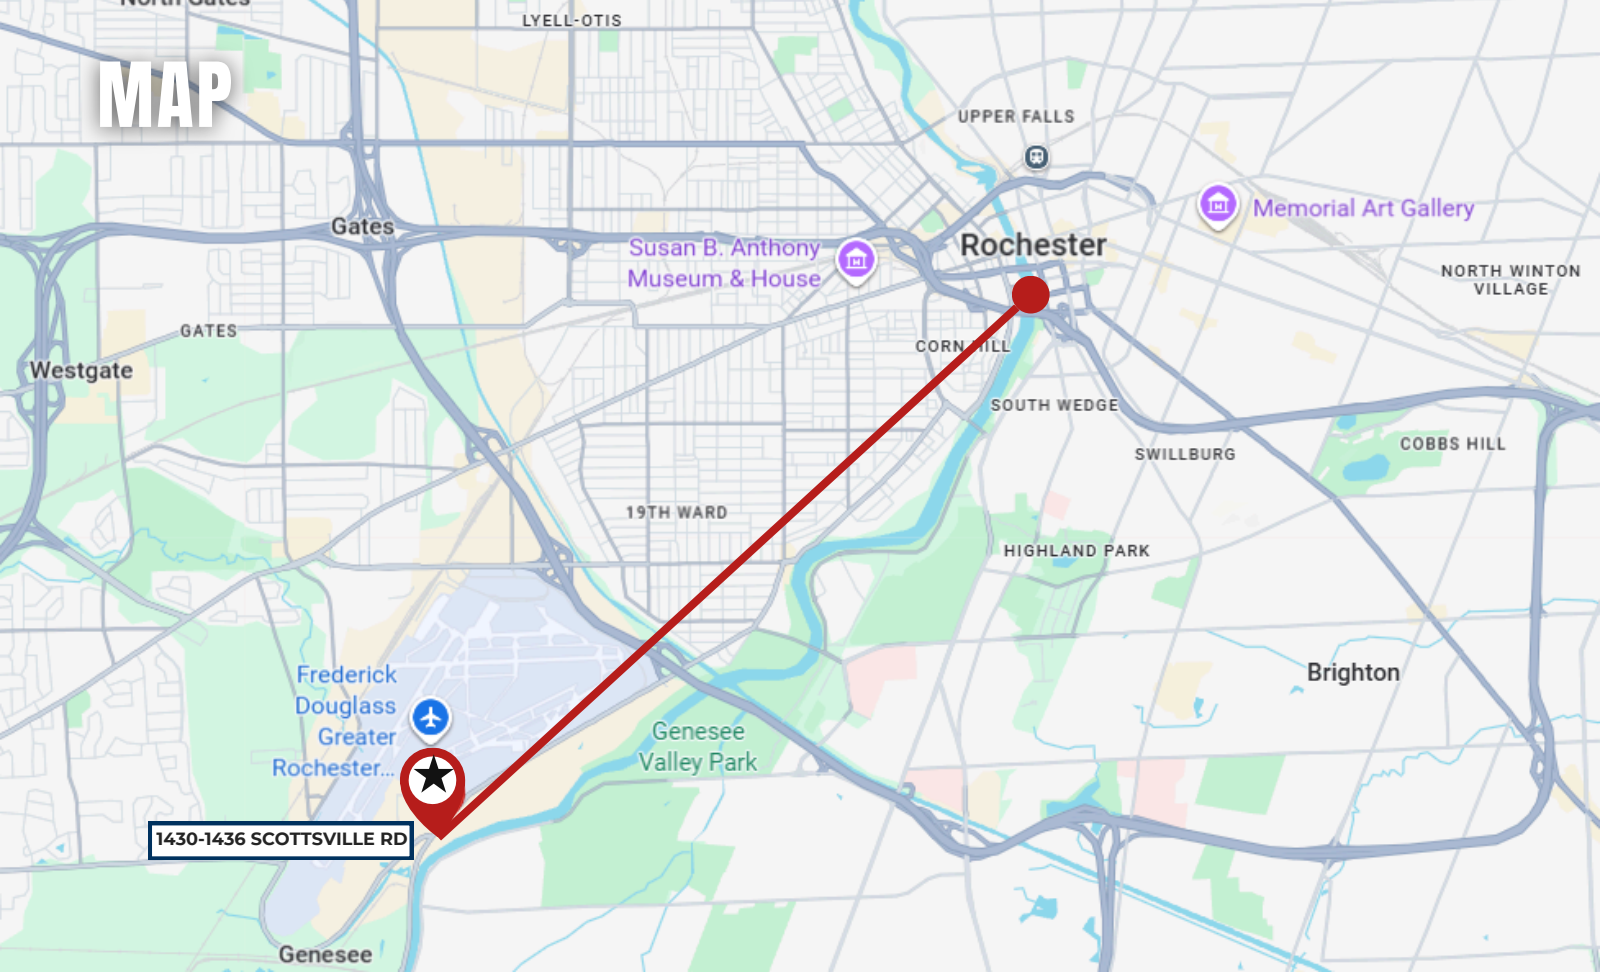 North Gates
LYELL-OTIS
MAP
UPPER FALLS
Memorial Art Gallery
Gates
Susan B. Anthony
Museum & House
Rochester
NORTH WINTON
VILLAGE
GATES
CORN HILL
Westgate
SOUTH WEDGE
COBBS HILL
SWILLBURG
19TH WARD
HIGHLAND PARK
Frederick
Douglass
Greater
Rochester...
Brighton
Genesee
Valley Park
1430-1436 SCOTTSVILLE RD
Genesee